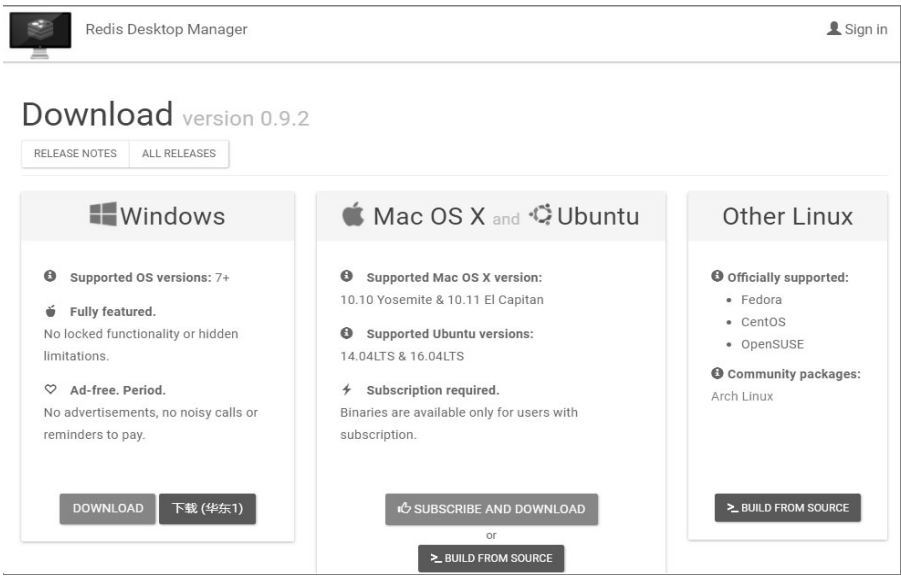 Redis Desktop Manager
Sign in
Download version 0.9.2
RELEASE NOTES
ALL RELEASES
Windows
Supported OS versions: 7+
Fully featured.
No locked functionality or hidden
limitations.
Ad-free. Period.
No advertisements, no noisy calls or
reminders to pay.
DOWNLOAD
下载 (华东1)
Mac OS X and Ubuntu
Supported Mac OS X version:
10.10 Yosemite & 10.11 El Capitan
Supported Ubuntu versions:
14.04LTS & 16.04LTS
Subscription required.
Binaries are available only for users with
subscription.
SUBSCRIBE AND DOWNLOAD
or
BUILD FROM SOURCE
Other Linux
Officially supported:
Fedora
CentOS
OpenSUSE
Community packages:
Arch Linux
BUILD FROM SOURCE